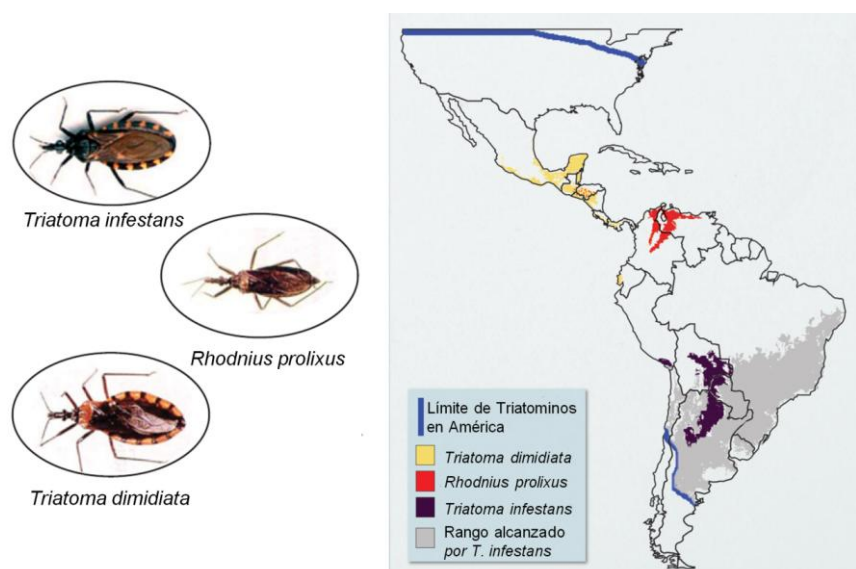 Triatoma infestans
Rhodnius prolixus
Triatoma dimidiata
Límite de Triatominos
en América
Triatoma dimidiata
Rhodnius prolixus
Triatoma infestans
Rango alcanzado
por T. infestans